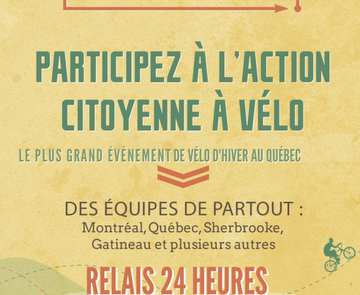 PARTICIPEZ À L'ACTION
CITOYENNE À VÉLO
LE PLUS GRAND ÉVÉNEMENT DE VÉLO D'HIVER AU QUÉBEC
DES ÉQUIPES DE PARTOUT :
Montréal, Québec, Sherbrooke,
Gatineau et plusieurs autres
RELAIS 24 HEURES